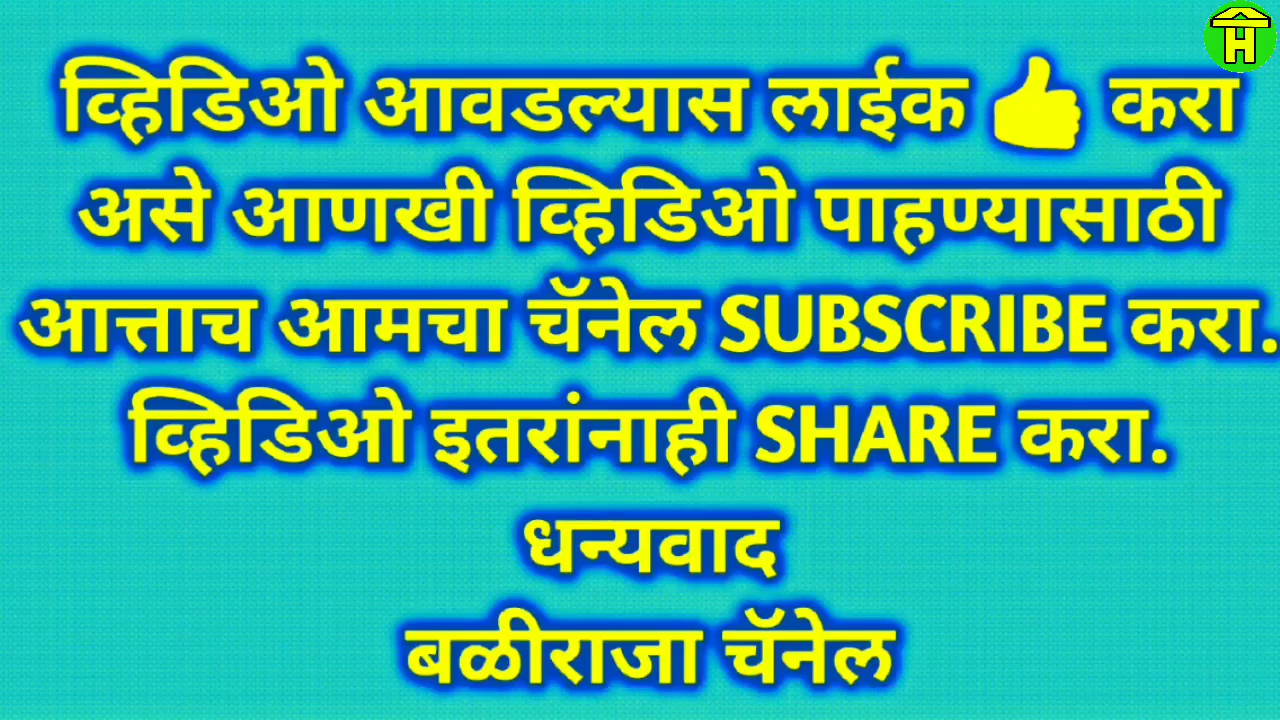 व्हिडिओ आवडल्यास लाईक 👍 करा
असे आणखी व्हिडिओ पाहण्यासाठी
आत्ताच आमचा चॅनेल SUBSCRIBE करा.
व्हिडिओ इतरांनाही SHARE करा.
धन्यवाद
बळीराजा चॅनेल
H